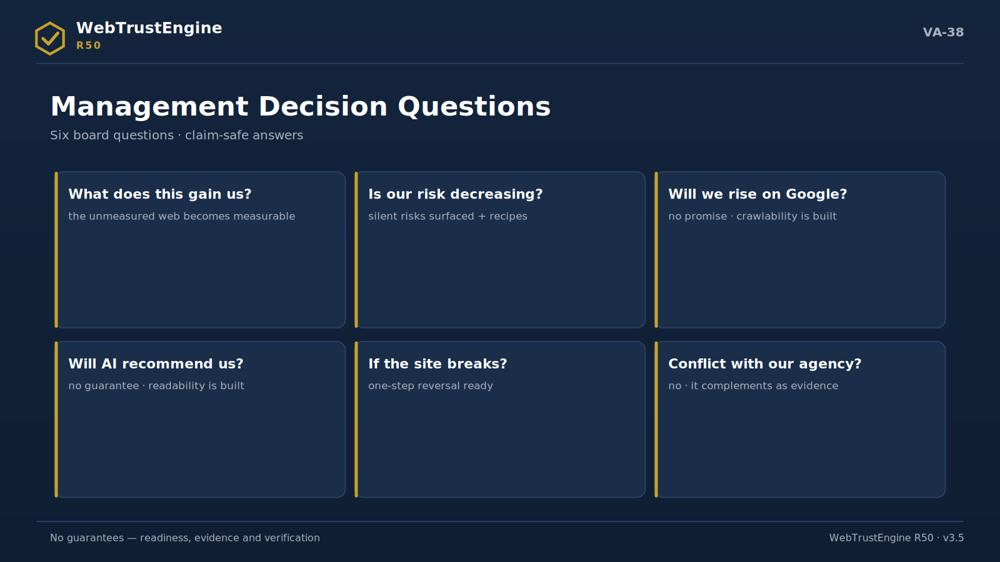 WebTrustEngine
R50
VA-38
Management Decision Questions
Six board questions · claim-safe answers
What does this gain us?
the unmeasured web becomes measurable
Is our risk decreasing?
silent risks surfaced + recipes
Will we rise on Google?
no promise · crawlability is built
Will AI recommend us?
no guarantee · readability is built
If the site breaks?
one-step reversal ready
Conflict with our agency?
no · it complements as evidence
No guarantees — readiness, evidence and verification
WebTrustEngine R50 · v3.5